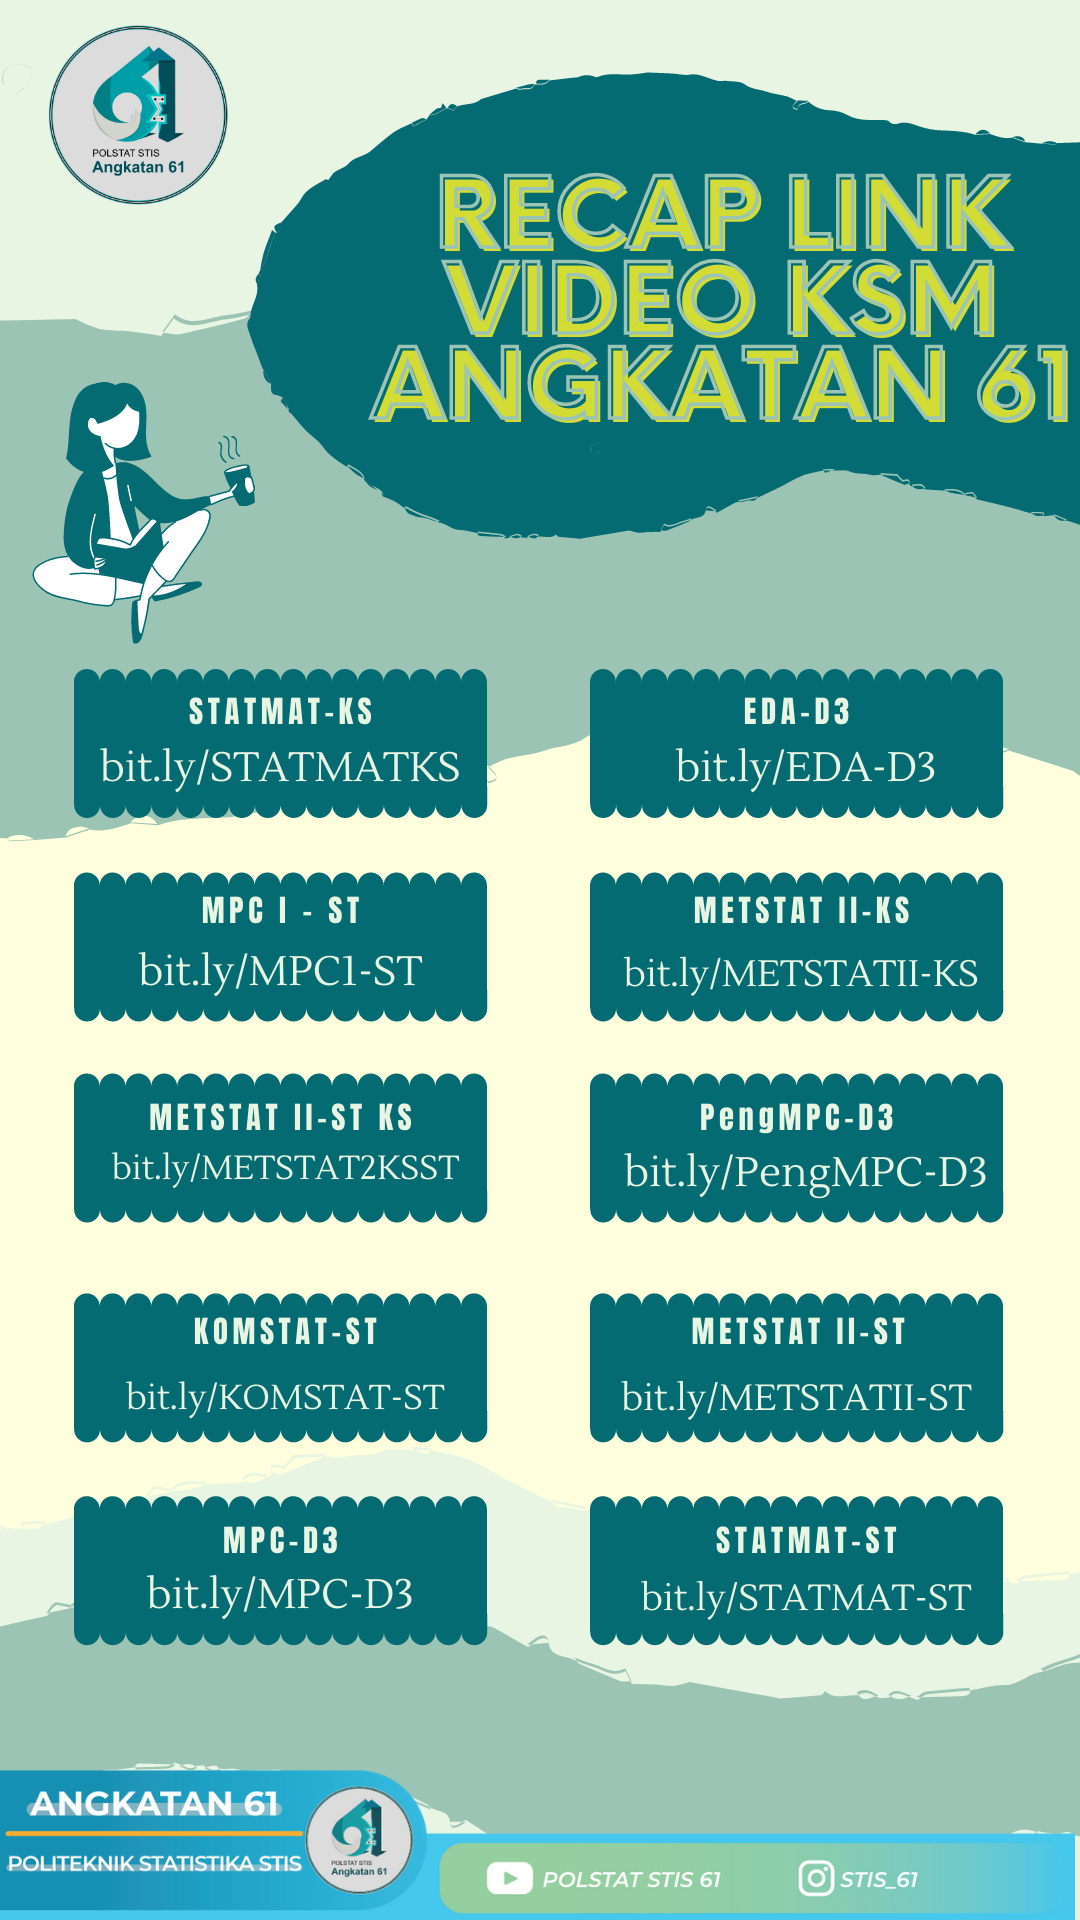 POLSTAT STIS
Angkatan 61
RECAP LINK
VIDEO KSM
ANGKATAN 61
STATMAT-KS
bit.ly/STATMATKS
EDA-D3
bit.ly/EDA-D3
MPC I - ST
bit.ly/MPC1-ST
METSTAT II-KS
bit.ly/METSTATII-KS
METSTAT II-ST KS
bit.ly/METSTAT2KSST
PengMPC-D3
bit.ly/PengMPC-D3
KOMSTAT-ST
bit.ly/KOMSTAT-ST
METSTAT II-ST
bit.ly/METSTATII-ST
MPC-D3
bit.ly/MPC-D3
STATMAT-ST
bit.ly/STATMAT-ST
ANGKATAN 61
POLITEKNIK STATISTIKA STIS
POLSTAT STIS
Angkatan 61
POLSTAT STIS 61
STIS_61